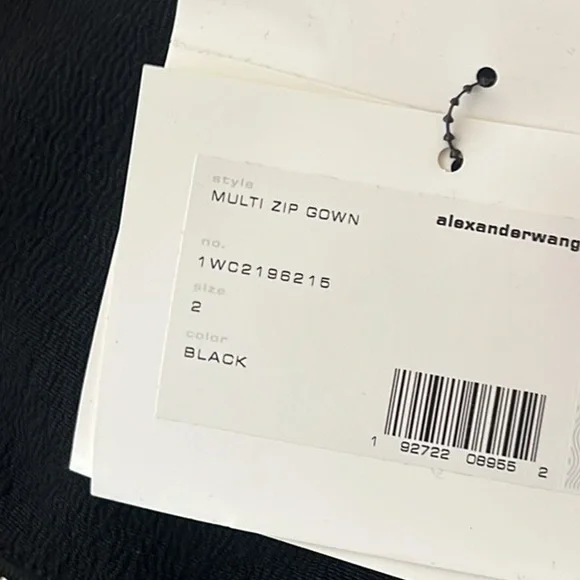 style
MULTI ZIP GOWN
alexanderwang
no.
1WC2196215
size
2
color
BLACK
1 92722 08955 2